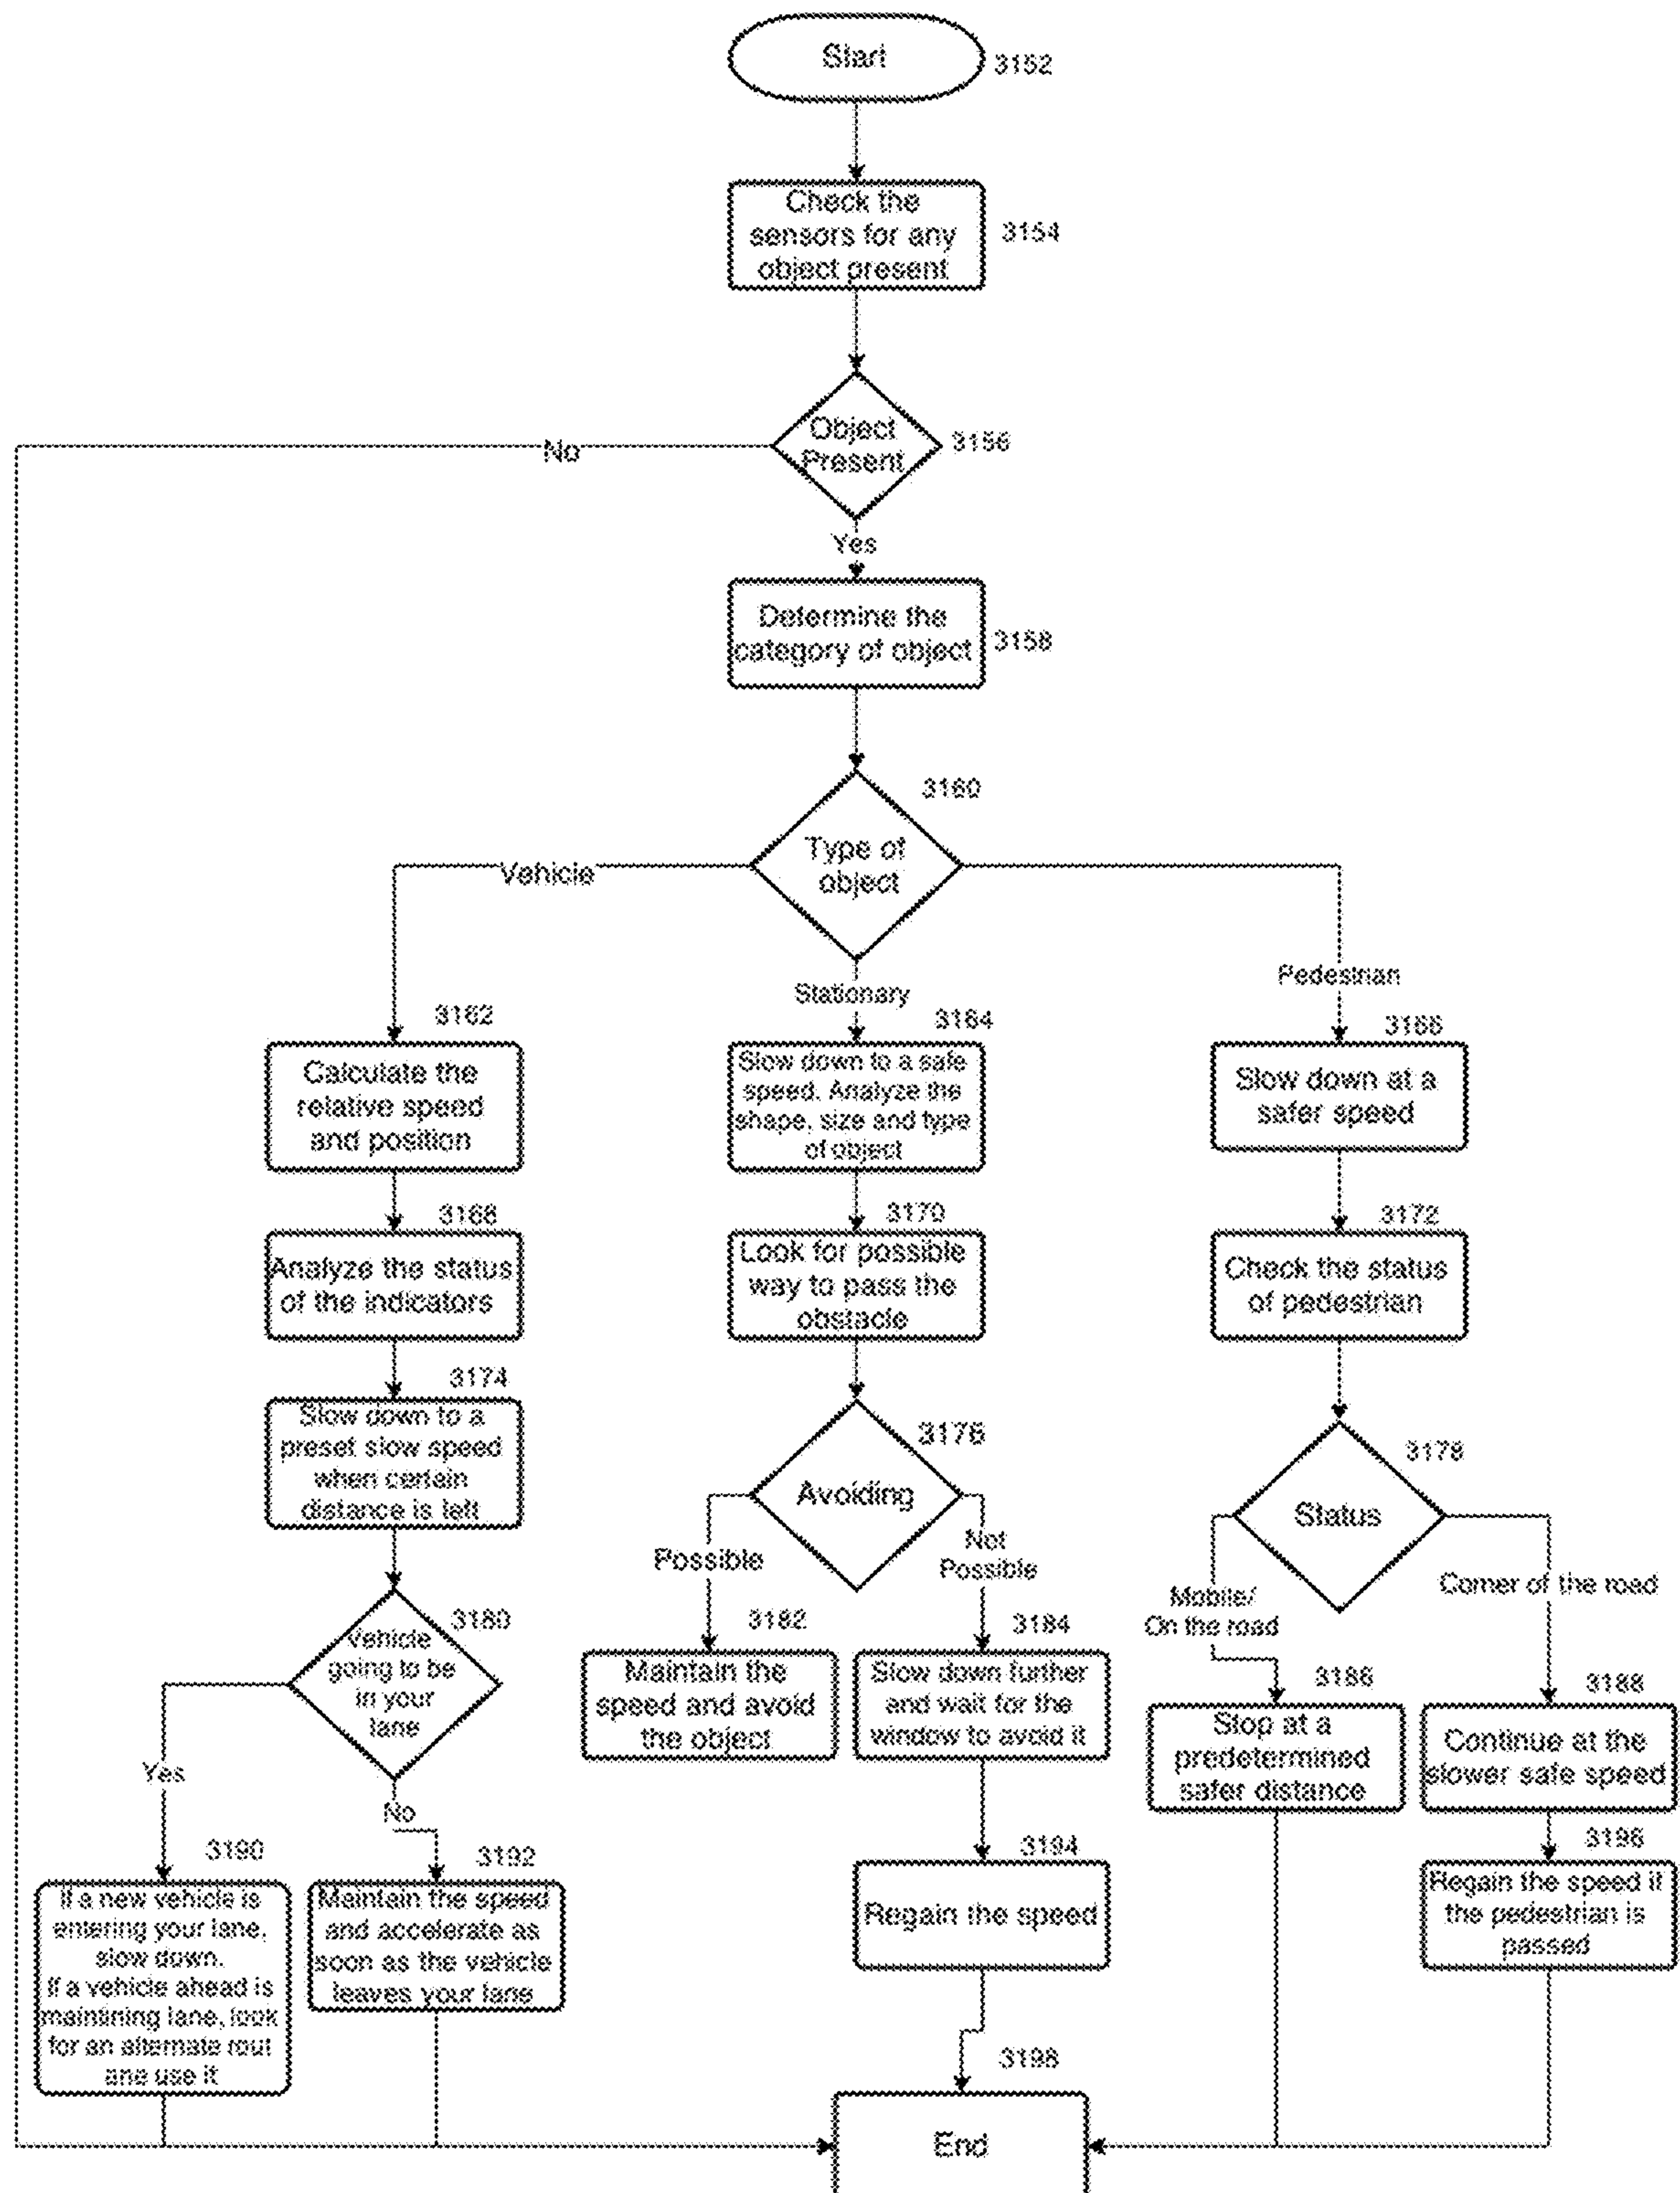 Start
3152
Check the
sensors for any
object present
3154
Object
Present
3156
No
Yes
Determine the
category of object
3158
3160
Type of
object
Vehicle
Stationary
Pedestrian
3162
Calculate the
relative speed
and position
3164
Slow down to a safe
speed. Analyze the
shape, size and type
of object
3166
Slow down at a
safer speed
3168
Analyze the status
of the indicators
3170
Look for possible
way to pass the
obstacle
3172
Check the status
of pedestrian
3174
Slow down to a
preset slow speed
when certain
distance is left
3176
Avoiding
3178
Status
Possible
Not
Possible
Mobile/
On the road
Corner of the road
3180
Vehicle
going to be
in your
lane
3182
Maintain the
speed and avoid
the object
3184
Slow down further
and wait for the
window to avoid it
3186
Stop at a
predetermined
safer distance
3188
Continue at the
slower safe speed
Yes
No
3190
If a new vehicle is
entering your lane,
slow down.
If a vehicle ahead is
maintining lane, look
for an alternate rout
ane use it
3192
Maintain the speed
and accelerate as
soon as the vehicle
leaves your lane
3194
Regain the speed
3196
Regain the speed if
the pedestrian is
passed
3198
End